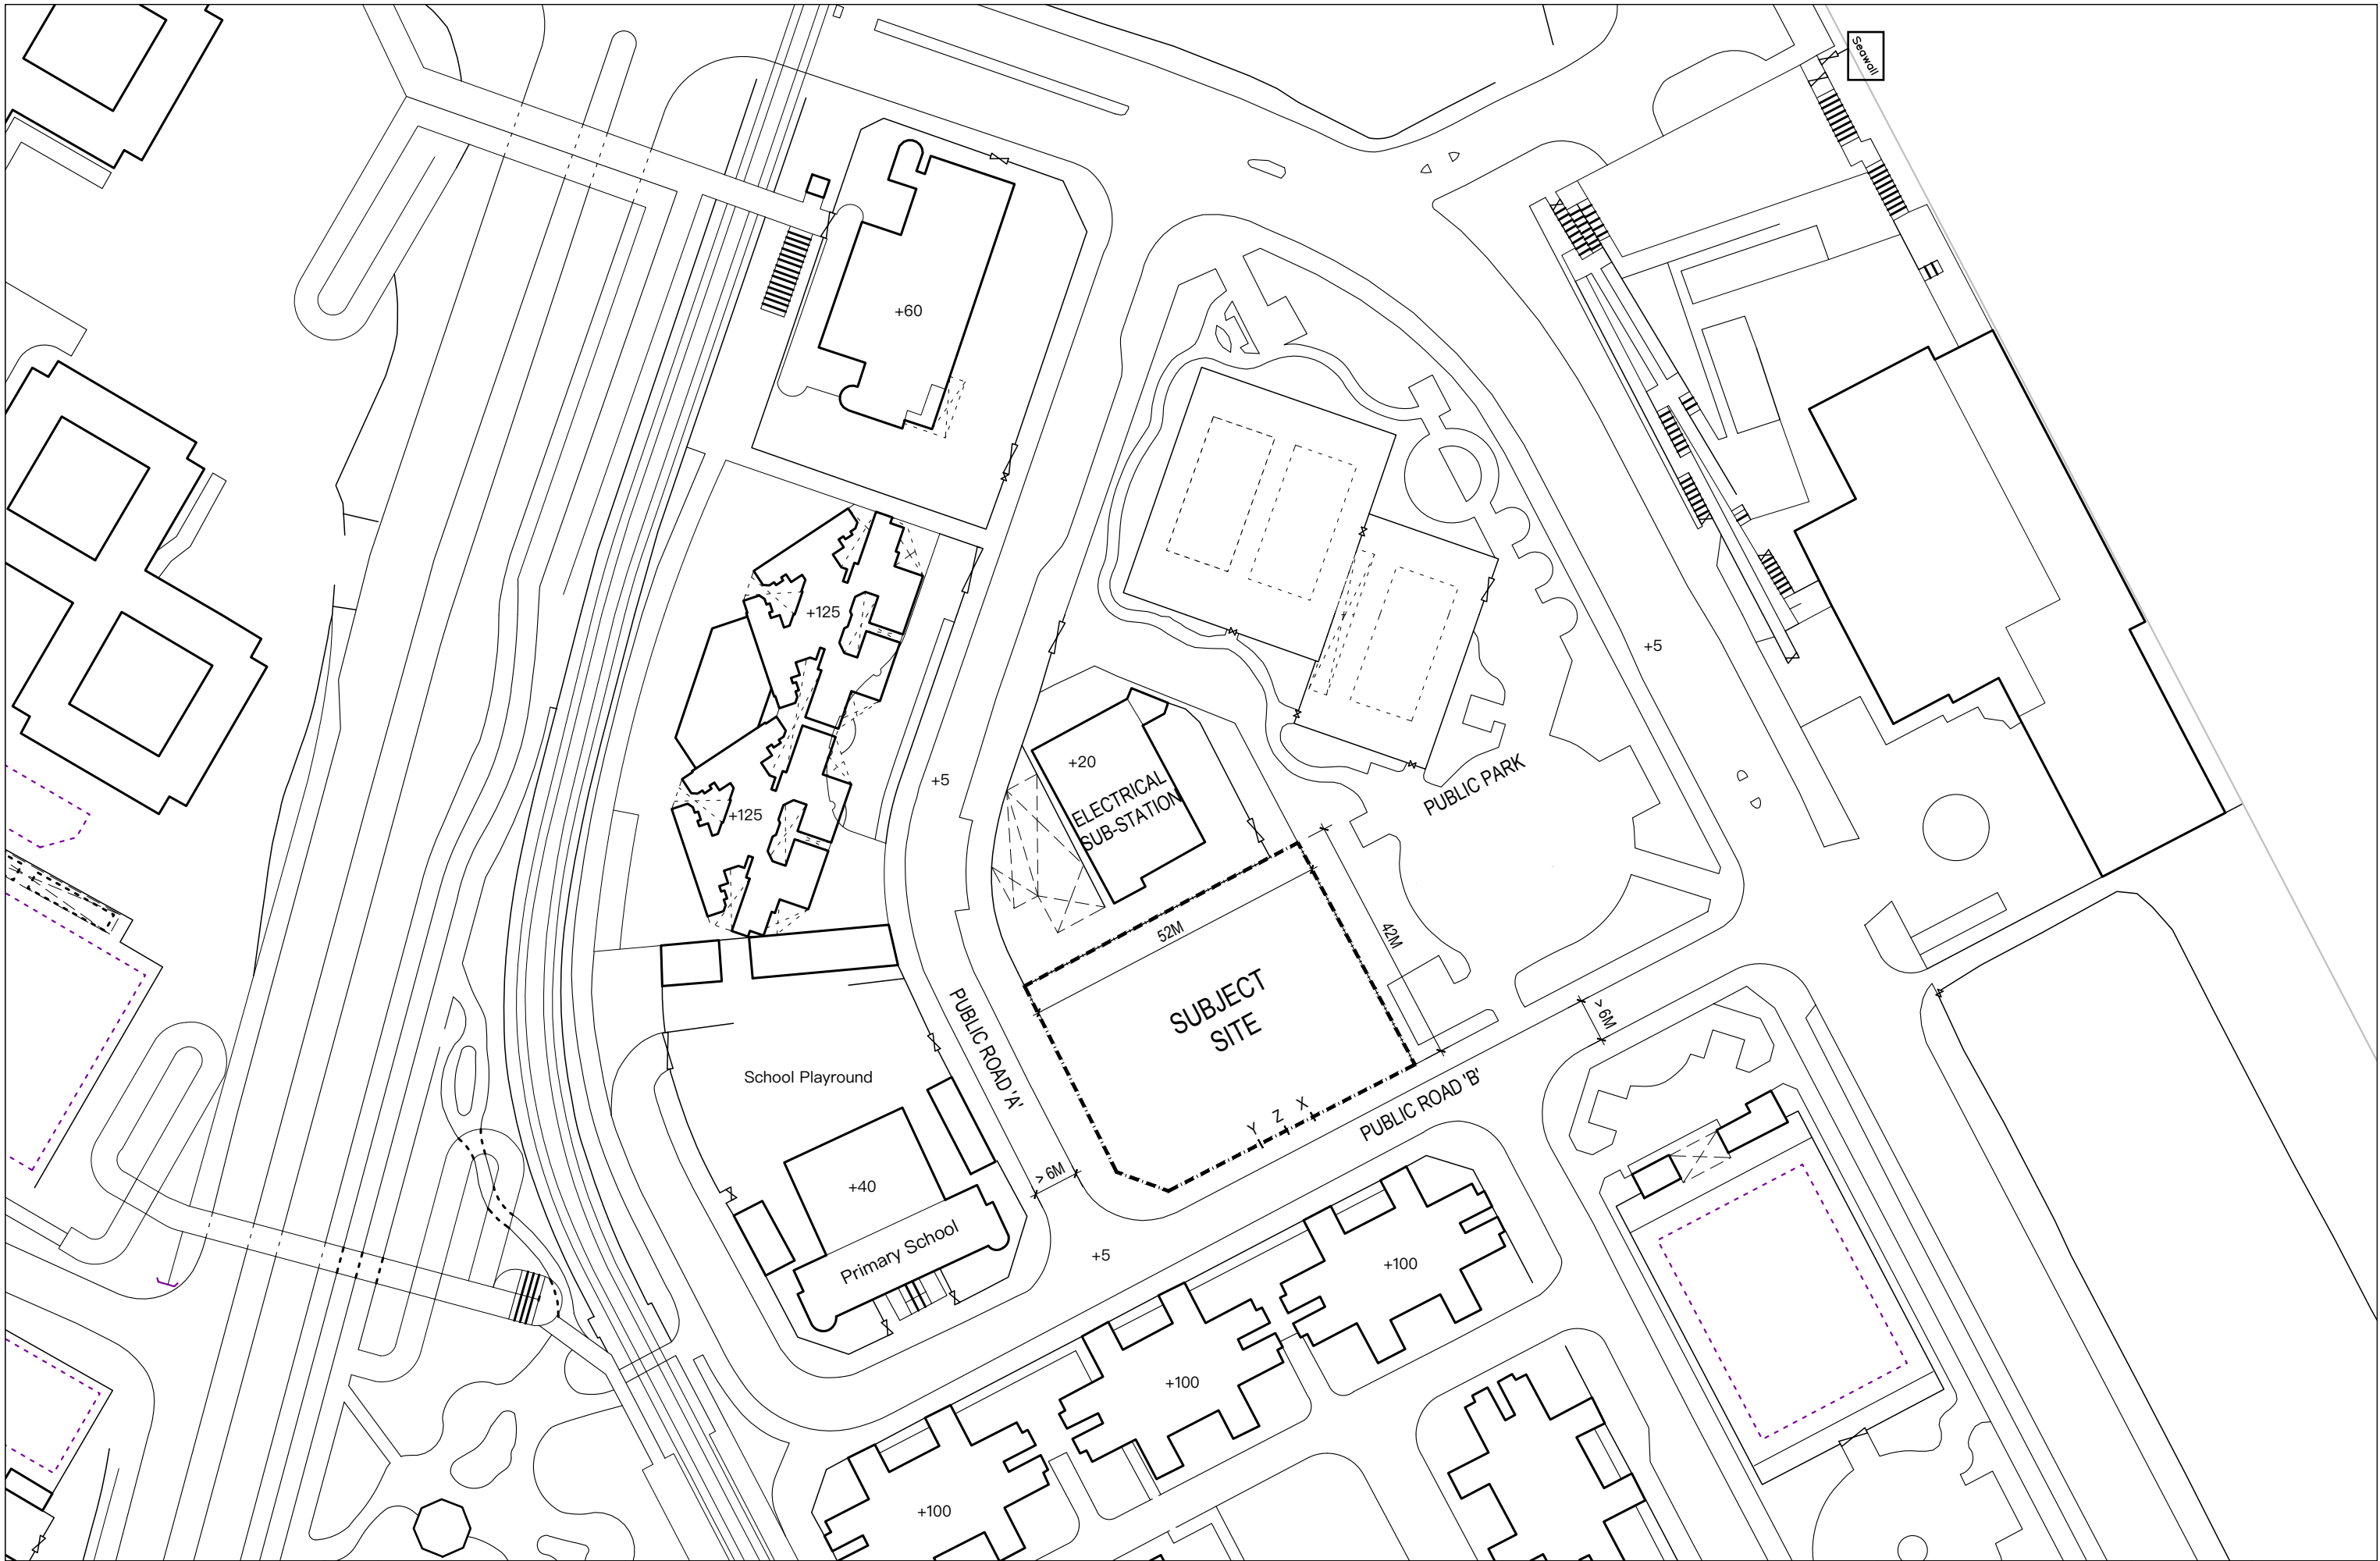 Seawall
+60
+125
+5
+5
+20
ELECTRICAL
SUB-STATION
PUBLIC PARK
+125
52M
42M
SUBJECT
SITE
PUBLIC ROAD 'A'
>6M
School Playround
Y Z X
PUBLIC ROAD 'B'
>6M
+40
Primary School
+5
+100
+100
+100